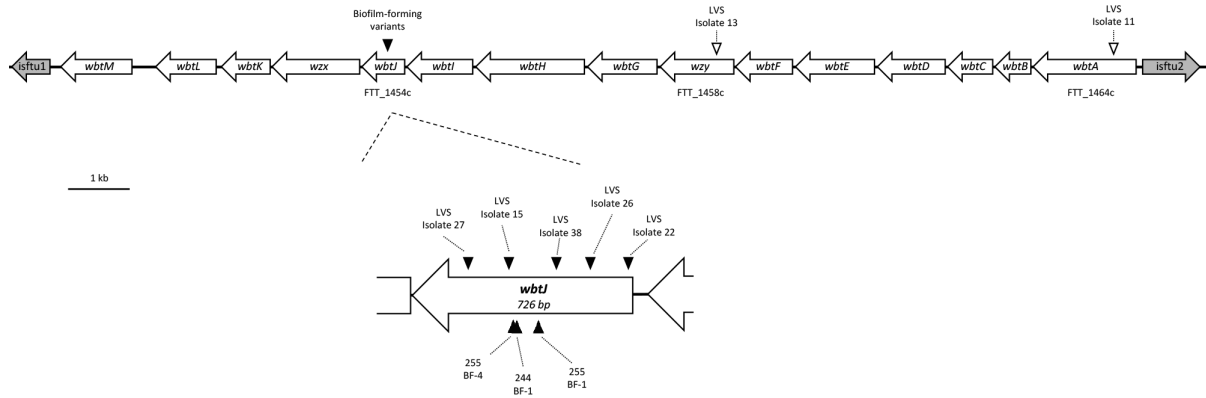 Biofilm-forming
variants
LVS
Isolate 13
LVS
Isolate 11
isftu1
wbtM
wbtL
wbtK
wzx
wbtJ
wbtI
wbtH
wbtG
wzy
wbtF
wbtE
wbtD
wbtC
wbtB
wbtA
isftu2
FTT_1454c
FTT_1458c
FTT_1464c
1 kb
LVS
Isolate 27
LVS
Isolate 15
LVS
Isolate 38
LVS
Isolate 26
LVS
Isolate 22
wbtJ
726 bp
255
BF-4
244
BF-1
255
BF-1